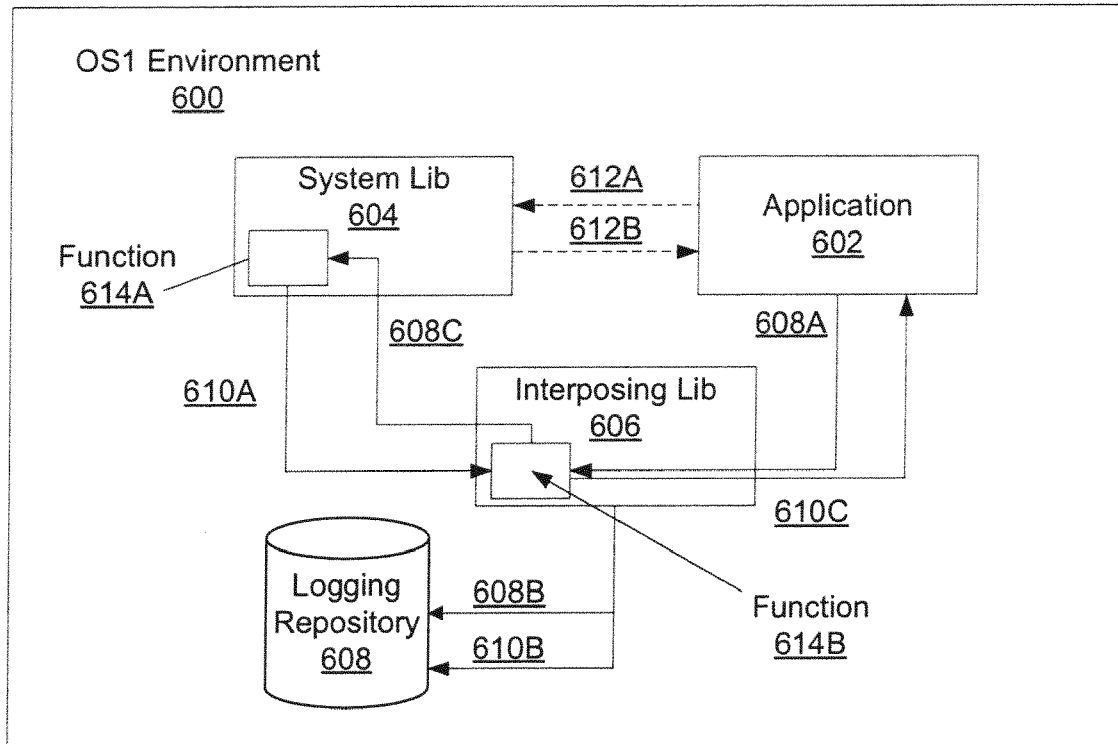 OS1 Environment
600
System Lib
604
612A
612B
Application
602
Function
614A
608C
608A
610A
Interposing Lib
606
610C
Logging
Repository
608
608B
610B
Function
614B